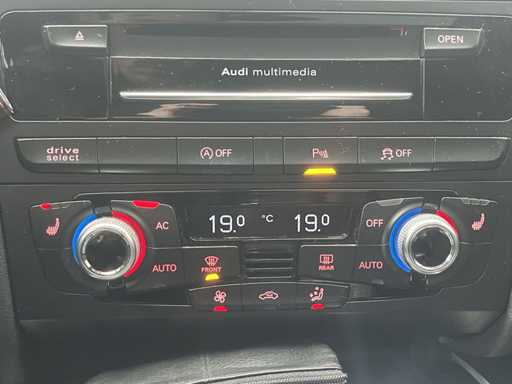 OPEN
Audi multimedia
drive
select
OFF
P
OFF
AC
19.0 °C 19.0
OFF
AUTO
FRONT
REAR
AUTO